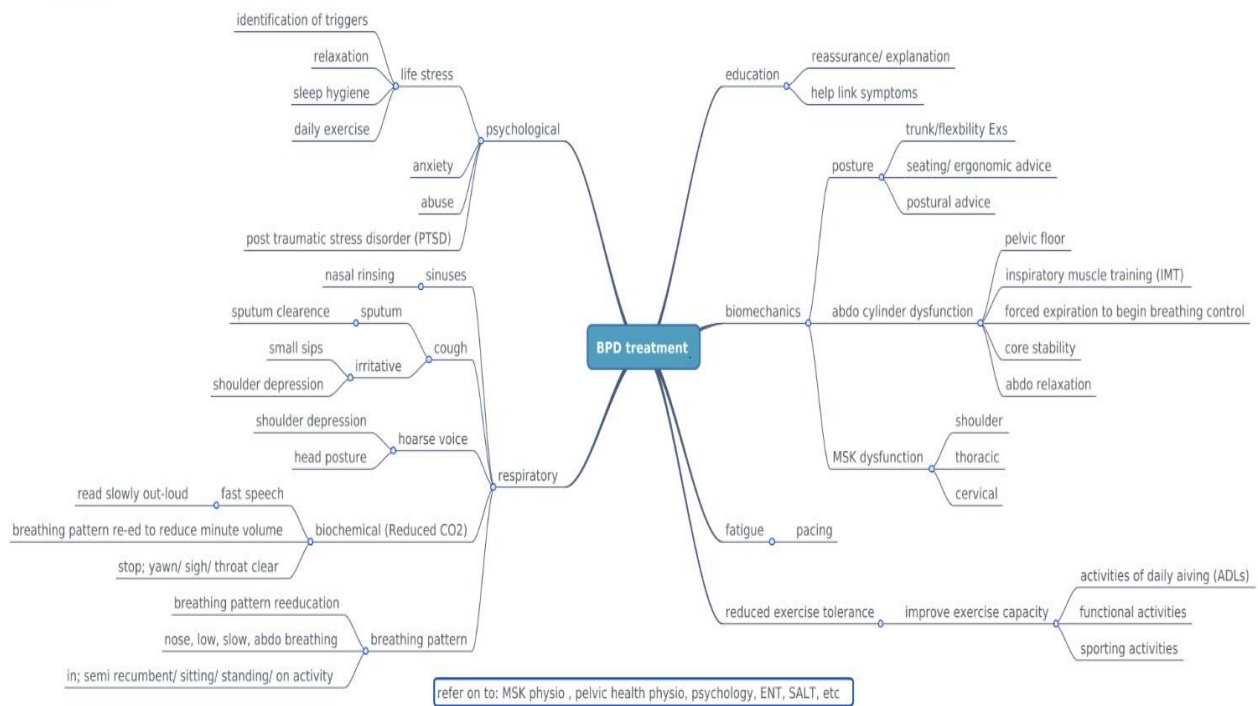 identification of triggers
relaxation
life stress
sleep hygiene
daily exercise
psychological
anxiety
abuse
post traumatic stress disorder (PTSD)
nasal rinsing
sinuses
sputum clearence
sputum
cough
small sips
irritative
shoulder depression
shoulder depression
hoarse voice
head posture
respiratory
read slowly out-loud
fast speech
breathing pattern re-ed to reduce minute volume
biochemical (Reduced CO2)
stop; yawn/ sigh/ throat clear
breathing pattern reeducation
nose, low, slow, abdo breathing
breathing pattern
in; semi recumbent/ sitting/ standing/ on activity
BPD treatment
education
reassurance/ explanation
help link symptoms
biomechanics
posture
trunk/flexbility Exs
seating/ ergonomic advice
postural advice
abdo cylinder dysfunction
pelvic floor
inspiratory muscle training (IMT)
forced expiration to begin breathing control
core stability
abdo relaxation
MSK dysfunction
shoulder
thoracic
cervical
fatigue
pacing
reduced exercise tolerance
improve exercise capacity
activities of daily aiving (ADLs)
functional activities
sporting activities
refer on to: MSK physio , pelvic health physio, psychology, ENT, SALT, etc